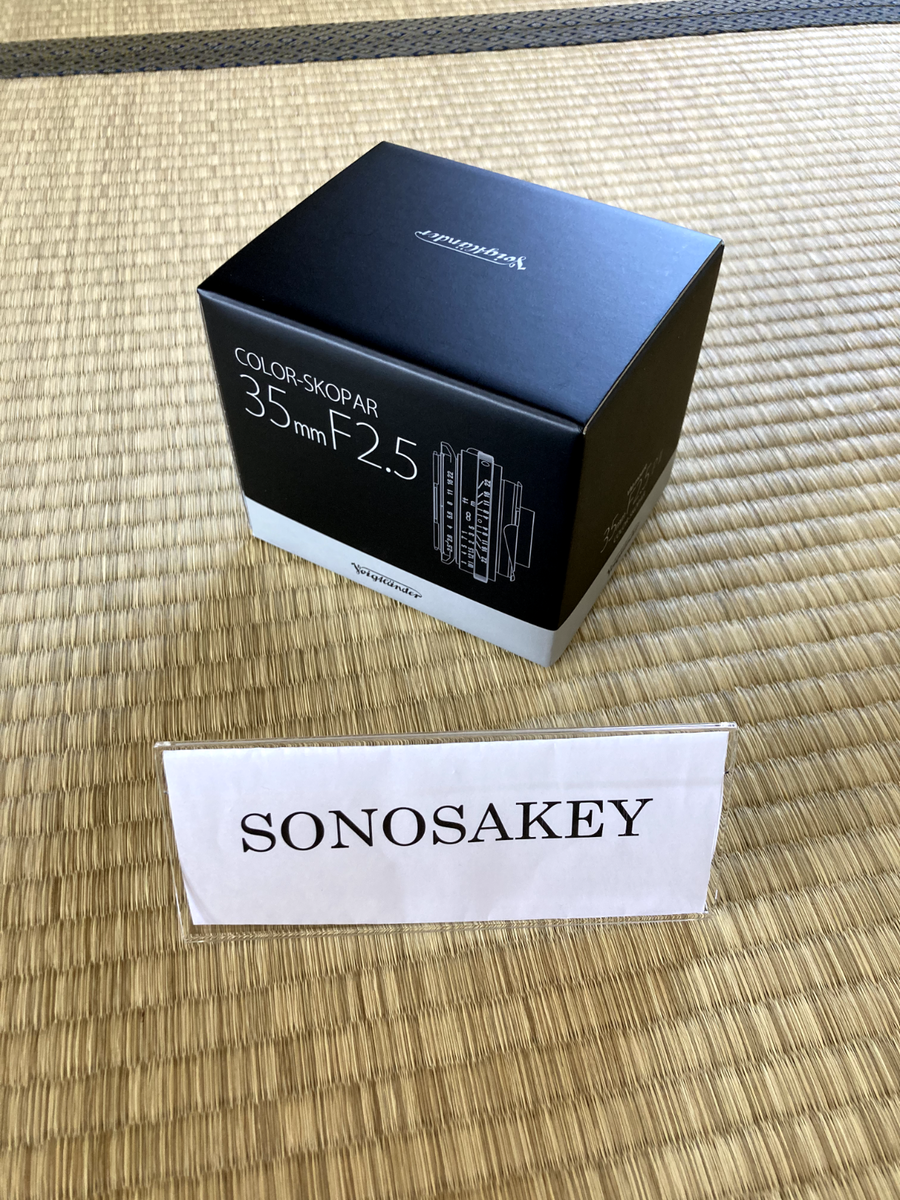 Voigtländer
COLOR-SKOPAR
35mm F2.5
Voigtländer
SONOSAKEY